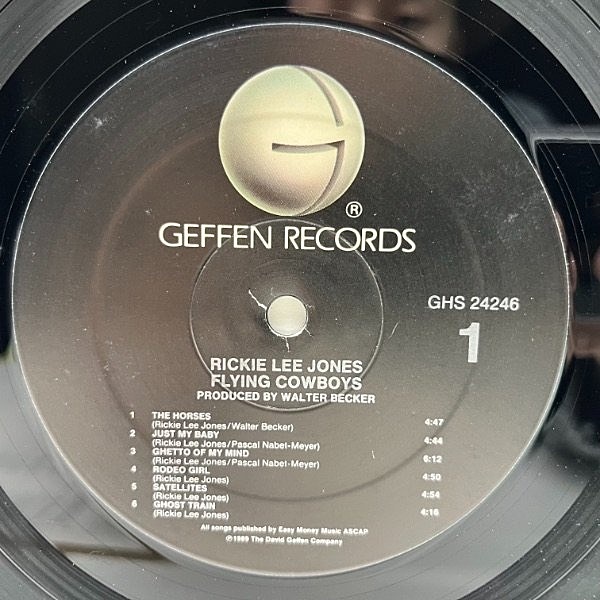 G
®
GEFFEN RECORDS
GHS 24246
1
RICKIE LEE JONES
FLYING COWBOYS
PRODUCED BY WALTER BECKER
1 THE HORSES
(Rickie Lee Jones/Walter Becker) 4:47
2 JUST MY BABY
(Rickie Lee Jones/Pascal Nabet-Meyer) 4:44
3 GHETTO OF MY MIND
(Rickie Lee Jones/Pascal Nabet-Meyer) 6:12
4 RODEO GIRL
(Rickie Lee Jones) 4:50
5 SATELLITES
(Rickie Lee Jones) 4:54
6 GHOST TRAIN
(Rickie Lee Jones) 4:16
All songs published by Easy Money Music ASCAP
℗1989 The David Geffen Company